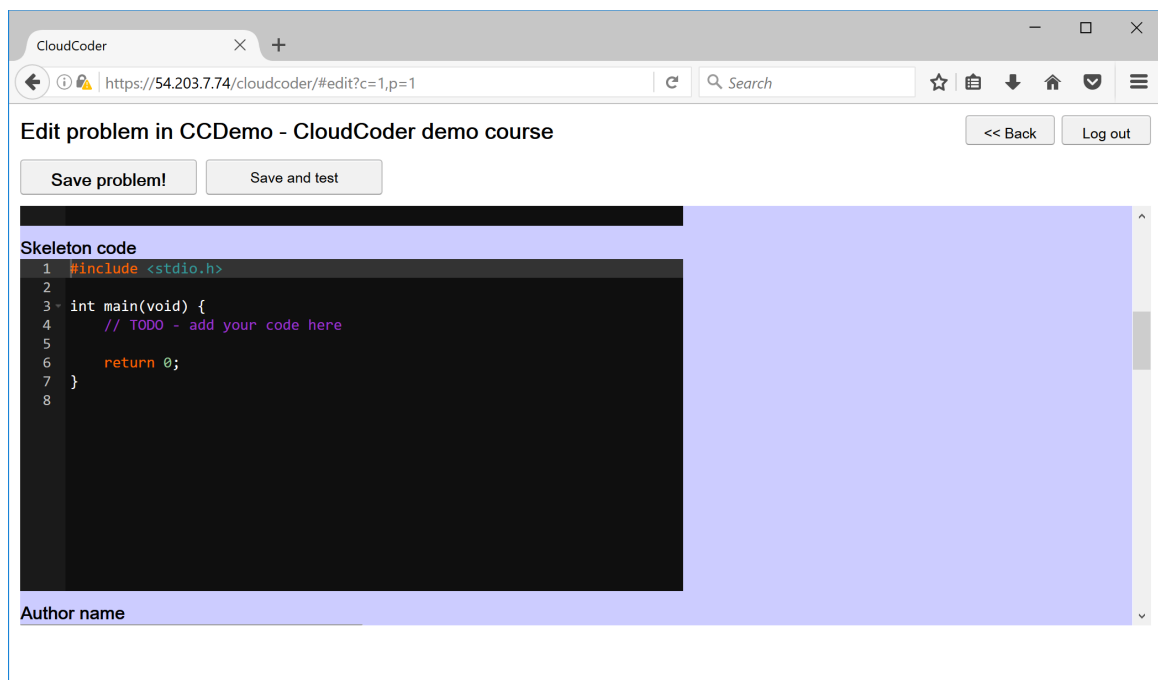 CloudCoder
https://54.203.7.74/cloudcoder/#edit?c=1,p=1
Search
Edit problem in CCDemo - CloudCoder demo course
<< Back
Log out
Save problem!
Save and test
Skeleton code
1 #include <stdio.h>
2
3 int main(void) {
4     // TODO - add your code here
5
6     return 0;
7 }
8
Author name